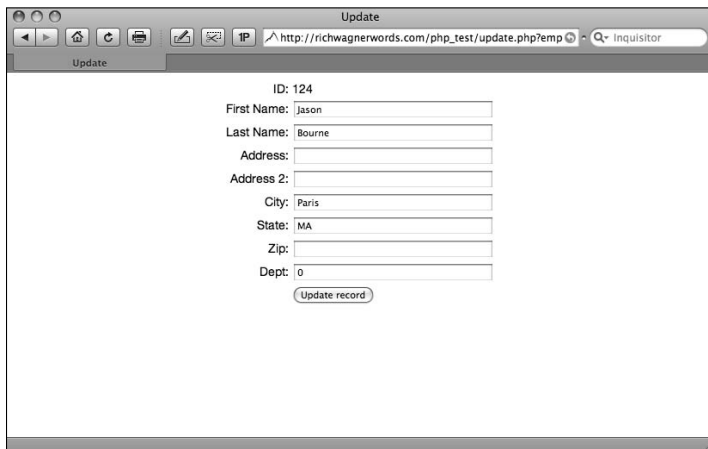 Update
1P http://richwagnerwords.com/php_test/update.php?emp Inquisitor
Update
ID: 124
First Name: Jason
Last Name: Bourne
Address:
Address 2:
City: Paris
State: MA
Zip:
Dept: 0
Update record